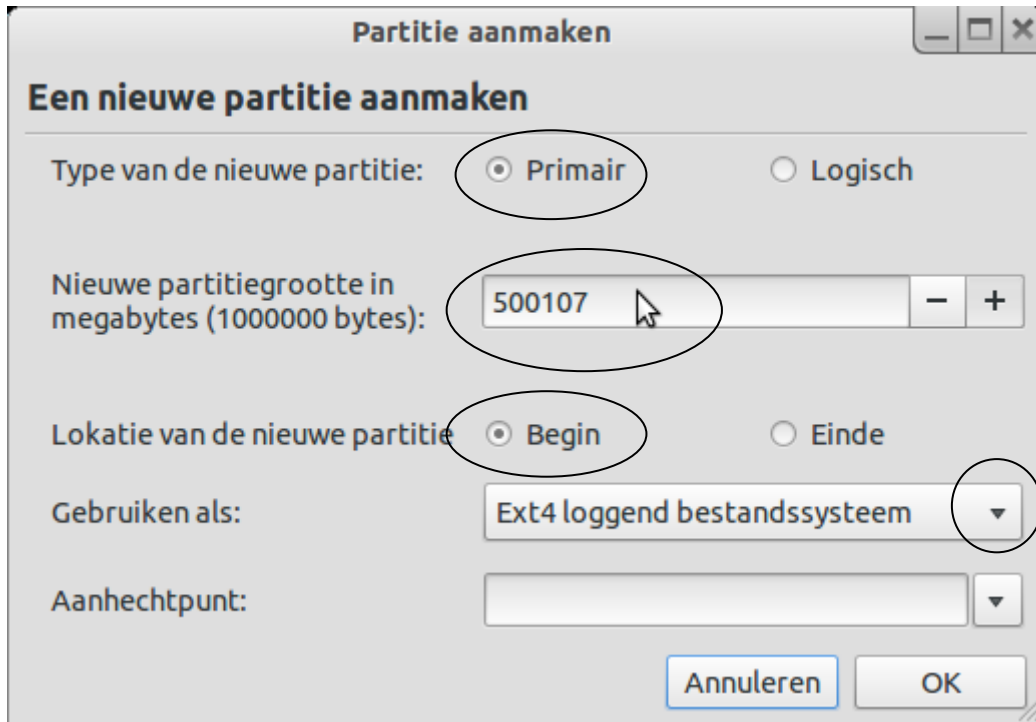 Partitie aanmaken
Een nieuwe partitie aanmaken
Type van de nieuwe partitie: Primair Logisch
Nieuwe partitiegrootte in
megabytes (1000000 bytes): 500107
Lokatie van de nieuwe partitie Begin Einde
Gebruiken als: Ext4 loggend bestandssysteem
Aanhechtpunt:
Annuleren OK